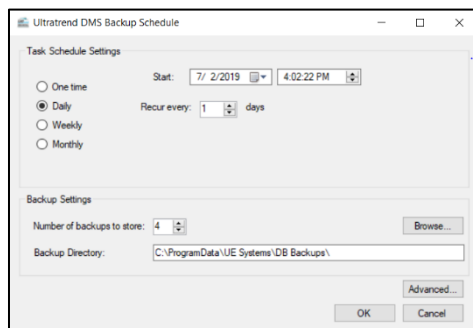 Ultratrend DMS Backup Schedule
Task Schedule Settings
Start: 7/ 2/2019 4:02:22 PM
One time
Daily
Recur every: 1 days
Weekly
Monthly
Backup Settings
Number of backups to store: 4 Browse...
Backup Directory: C:\ProgramData\UE Systems\DB Backups\
Advanced...
OK Cancel